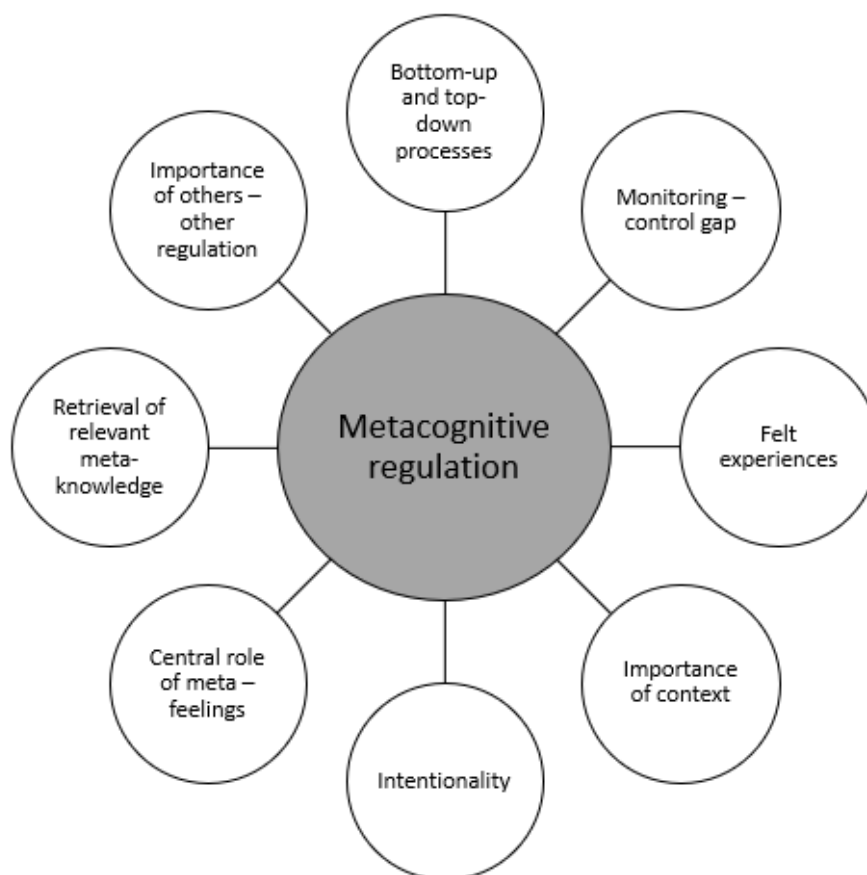 Bottom-up
and top-
down
processes
Importance
of others –
other
regulation
Monitoring –
control gap
Metacognitive
regulation
Retrieval of
relevant
meta-
knowledge
Felt
experiences
Central role
of meta –
feelings
Importance
of context
Intentionality